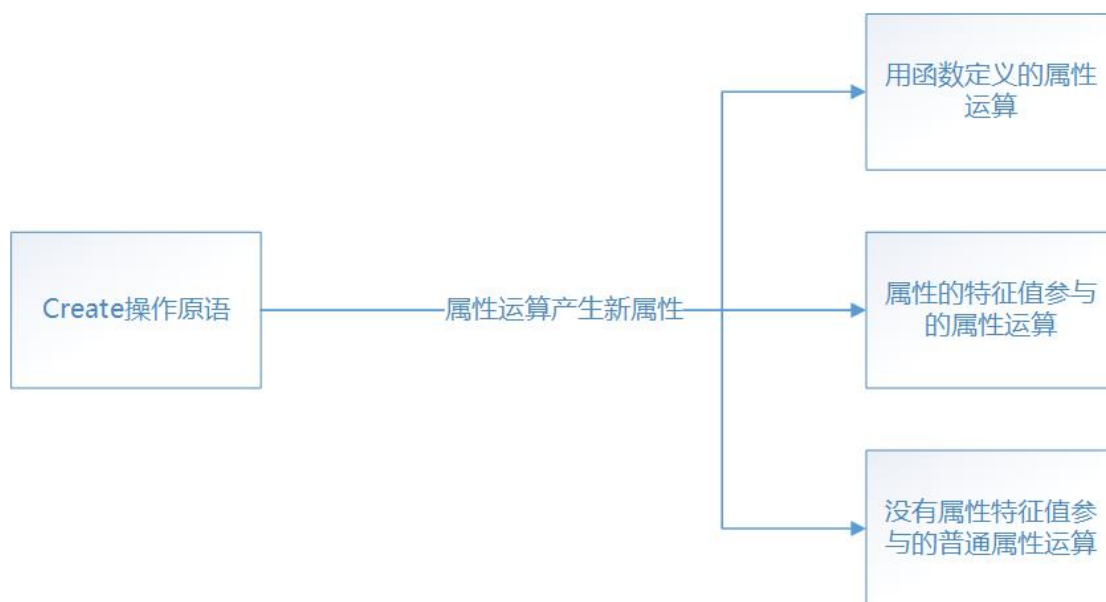 用函数定义的属性
运算
Create操作原语
属性运算产生新属性
属性的特征值参与
的属性运算
没有属性特征值参
与的普通属性运算